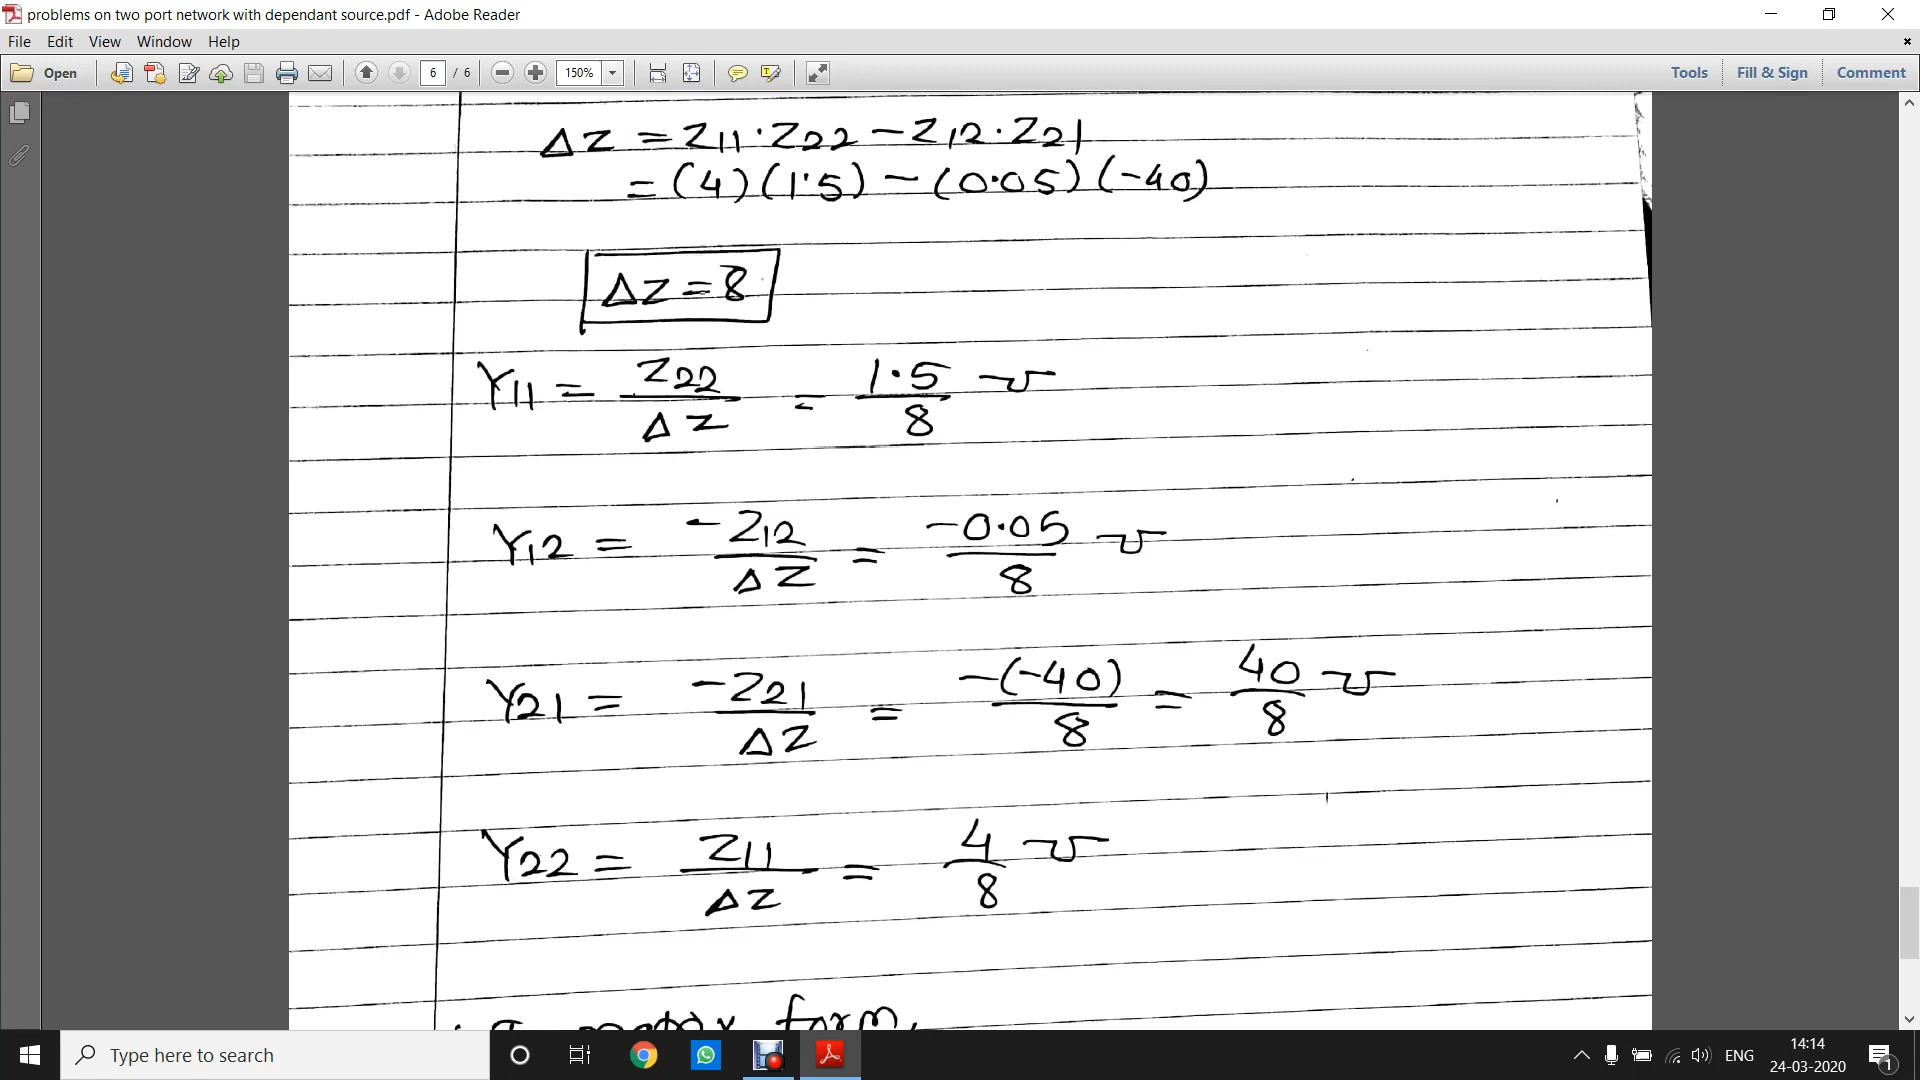 problems on two port network with dependant source.pdf - Adobe Reader
File Edit View Window Help
Open 6 / 6 150% Tools Fill & Sign Comment
ΔZ = Z11·Z22 – Z12·Z21
= (4)(1·5) – (0·05)(-40)
ΔZ = 8
Y11 = Z22/ΔZ = 1·5/8 ℧
Y12 = -Z12/ΔZ = -0·05/8 ℧
Y21 = -Z21/ΔZ = -(-40)/8 = 40/8 ℧
Y22 = Z11/ΔZ = 4/8 ℧
form,
Type here to search
ENG
14:14
24-03-2020
1